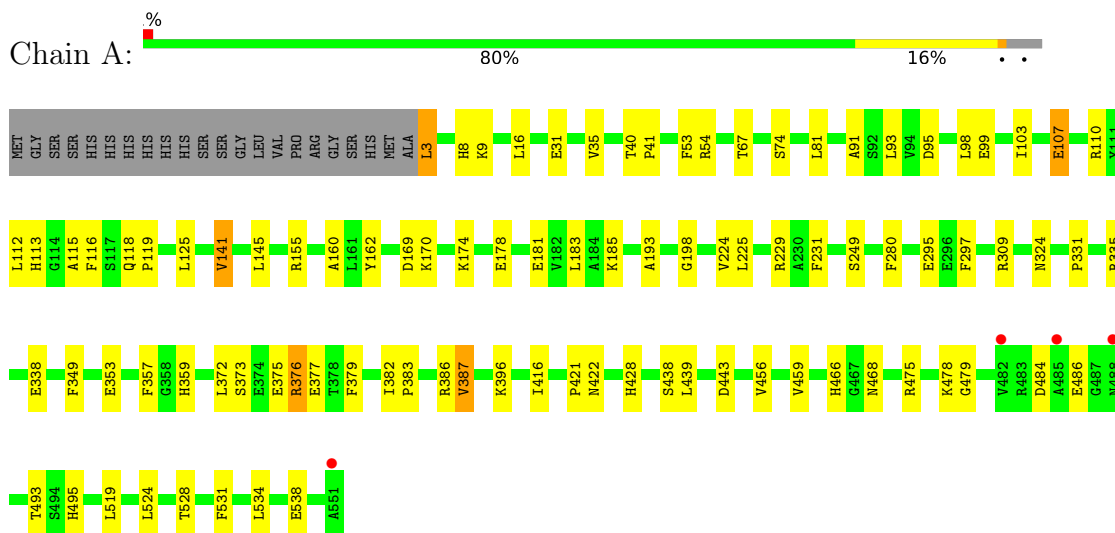 %
Chain A:
80% 16% • •
MET GLY SER SER HIS HIS HIS HIS HIS HIS SER SER GLY LEU VAL PRO ARG GLY SER HIS MET ALA L3 H8 K9 L16 E31 V35 T40 P41 F53 R54 T67 S74 L81 A91 S92 L93 V94 D95 L98 E99 I103 E107 R110
L112 H113 G114 A115 F116 S117 Q118 P119 L125 V141 L145 R155 A160 L161 Y162 D169 K170 K174 E178 E181 V182 L183 A184 K185 A193 G198 V224 L225 R229 A230 F231 S249 F280 E295 E296 F297 R309 N324 P331
E338 F349 E353 F357 G358 H359 L372 S373 E374 E375 R376 E377 T378 F379 I382 P383 R386 V387 K396 I416 P421 N422 H428 S438 L439 D443 V456 V459 H466 G467 N468 R475 K478 G479 V482 R483 D484 A485 E486 G487
T493 S494 H495 L519 L524 T528 F531 L534 E538 A551